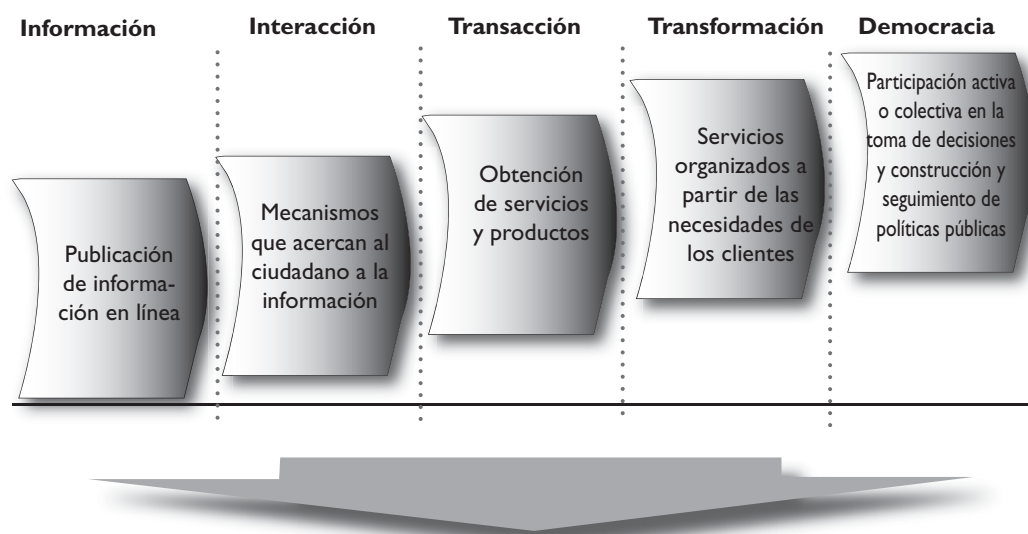 Información
Interacción
Transacción
Transformación
Democracia
Publicación
de informa-
ción en línea
Mecanismos
que acercan al
ciudadano a la
información
Obtención
de servicios
y productos
Servicios
organizados a
partir de las
necesidades de
los clientes
Participación activa
o colectiva en la
toma de decisiones
y construcción y
seguimiento de
políticas públicas